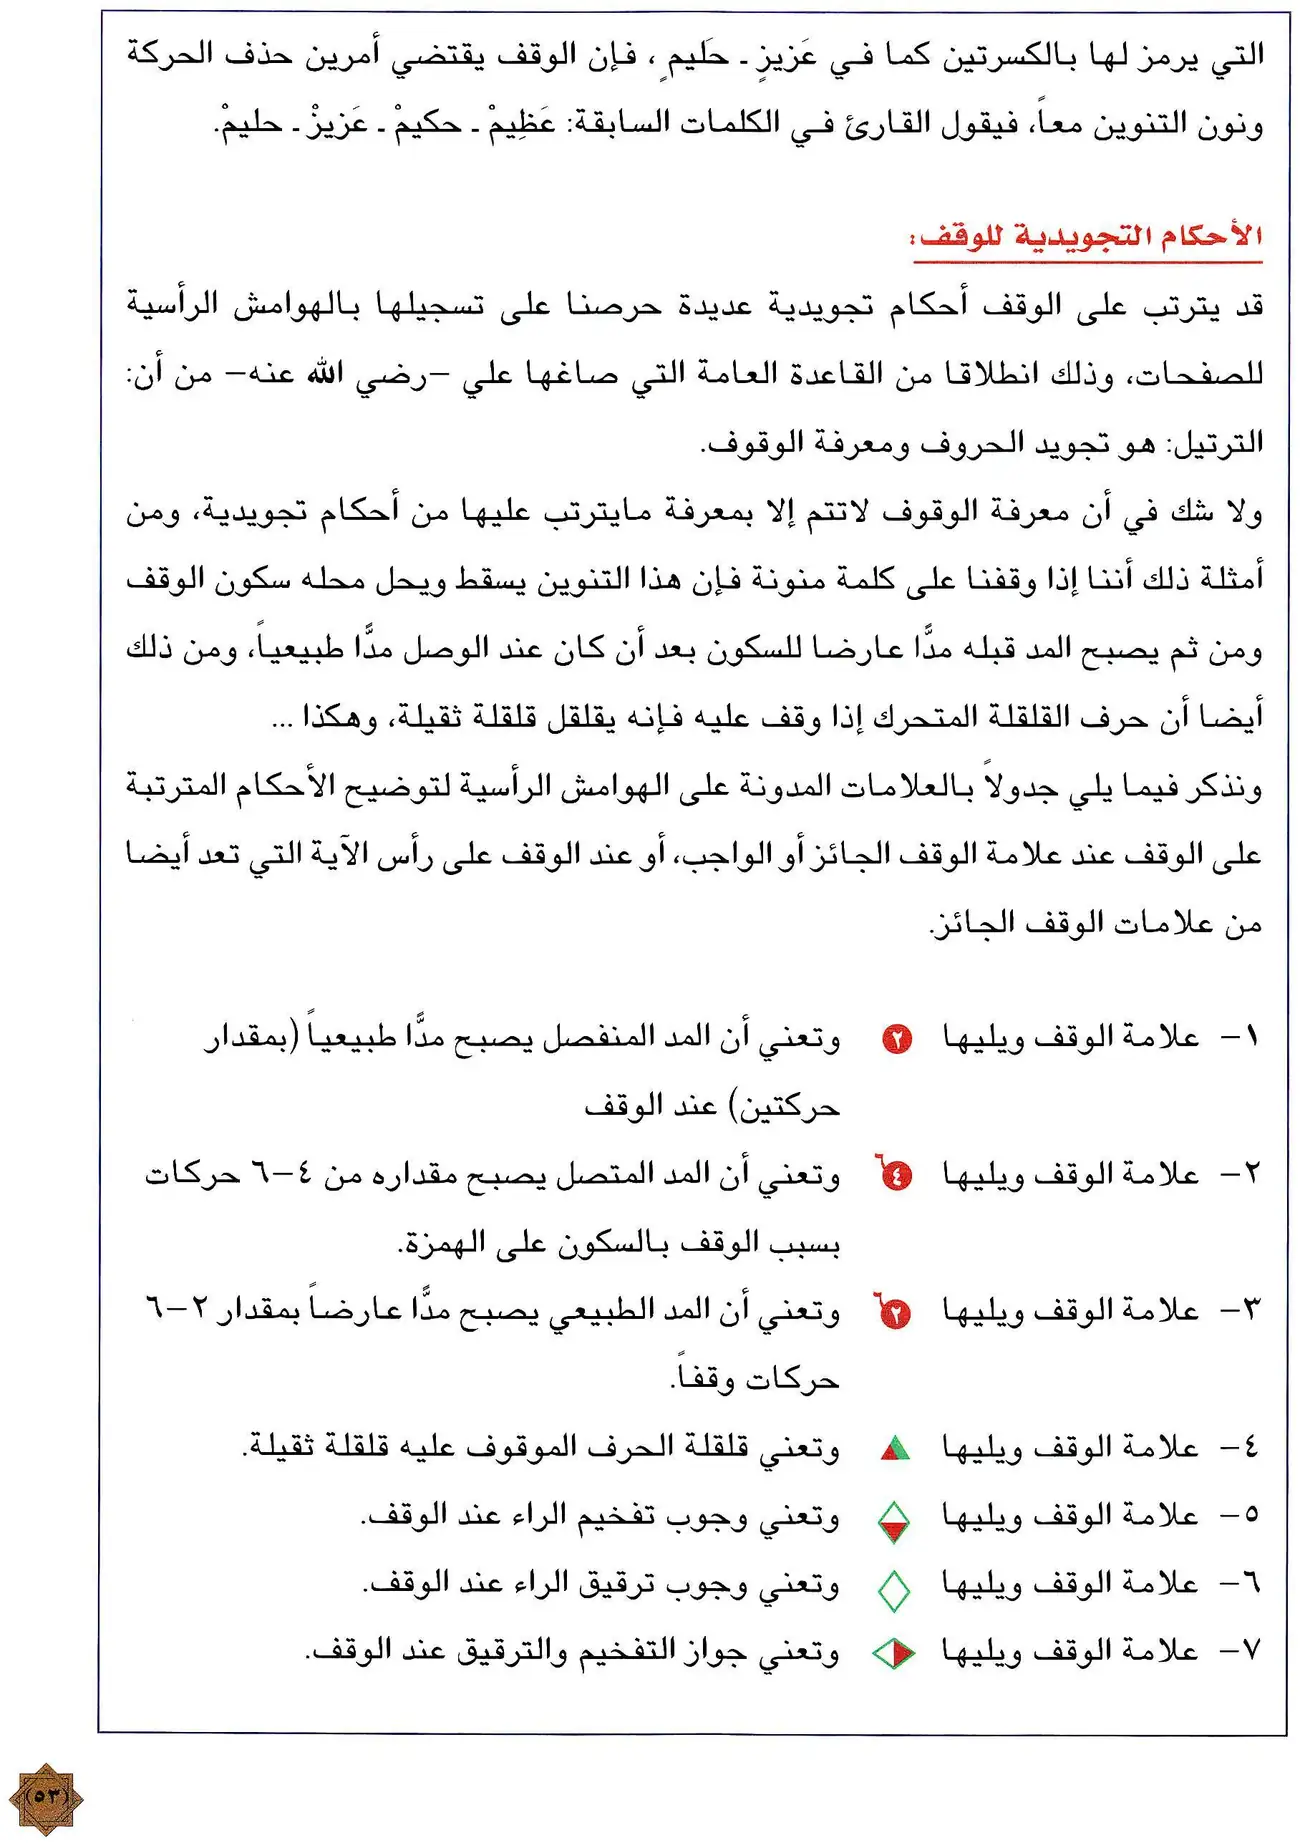 التي يرمز لها بالكسرتين كما في عَزيزٍ ـ حَليمٍ ، فإن الوقف يقتضي أمرين حذف الحركة
ونون التنوين معاً، فيقول القارئ في الكلمات السابقة: عَظِيمْ ـ حكيمْ ـ عَزيزْ ـ حليمْ.
الأحكام التجويدية للوقف:
قد يترتب على الوقف أحكام تجويدية عديدة حرصنا على تسجيلها بالهوامش الرأسية
للصفحات، وذلك انطلاقا من القاعدة العامة التي صاغها علي –رضي الله عنه– من أن:
الترتيل: هو تجويد الحروف ومعرفة الوقوف.
ولا شك في أن معرفة الوقوف لاتتم إلا بمعرفة مايترتب عليها من أحكام تجويدية، ومن
أمثلة ذلك أننا إذا وقفنا على كلمة منونة فإن هذا التنوين يسقط ويحل محله سكون الوقف
ومن ثم يصبح المد قبله مدًّا عارضا للسكون بعد أن كان عند الوصل مدًّا طبيعياً، ومن ذلك
أيضا أن حرف القلقلة المتحرك إذا وقف عليه فإنه يقلقل قلقلة ثقيلة، وهكذا ...
ونذكر فيما يلي جدولاً بالعلامات المدونة على الهوامش الرأسية لتوضيح الأحكام المترتبة
على الوقف عند علامة الوقف الجائز أو الواجب، أو عند الوقف على رأس الآية التي تعد أيضا
من علامات الوقف الجائز.
١– علامة الوقف ويليها ٢ وتعني أن المد المنفصل يصبح مدًّا طبيعياً (بمقدار
حركتين) عند الوقف
٢– علامة الوقف ويليها ٤٦ وتعني أن المد المتصل يصبح مقداره من ٤–٦ حركات
بسبب الوقف بالسكون على الهمزة.
٣– علامة الوقف ويليها ٢٦ وتعني أن المد الطبيعي يصبح مدًّا عارضاً بمقدار ٢–٦
حركات وقفاً.
٤– علامة الوقف ويليها وتعني قلقلة الحرف الموقوف عليه قلقلة ثقيلة.
٥– علامة الوقف ويليها وتعني وجوب تفخيم الراء عند الوقف.
٦– علامة الوقف ويليها وتعني وجوب ترقيق الراء عند الوقف.
٧– علامة الوقف ويليها وتعني جواز التفخيم والترقيق عند الوقف.
(٥٣)